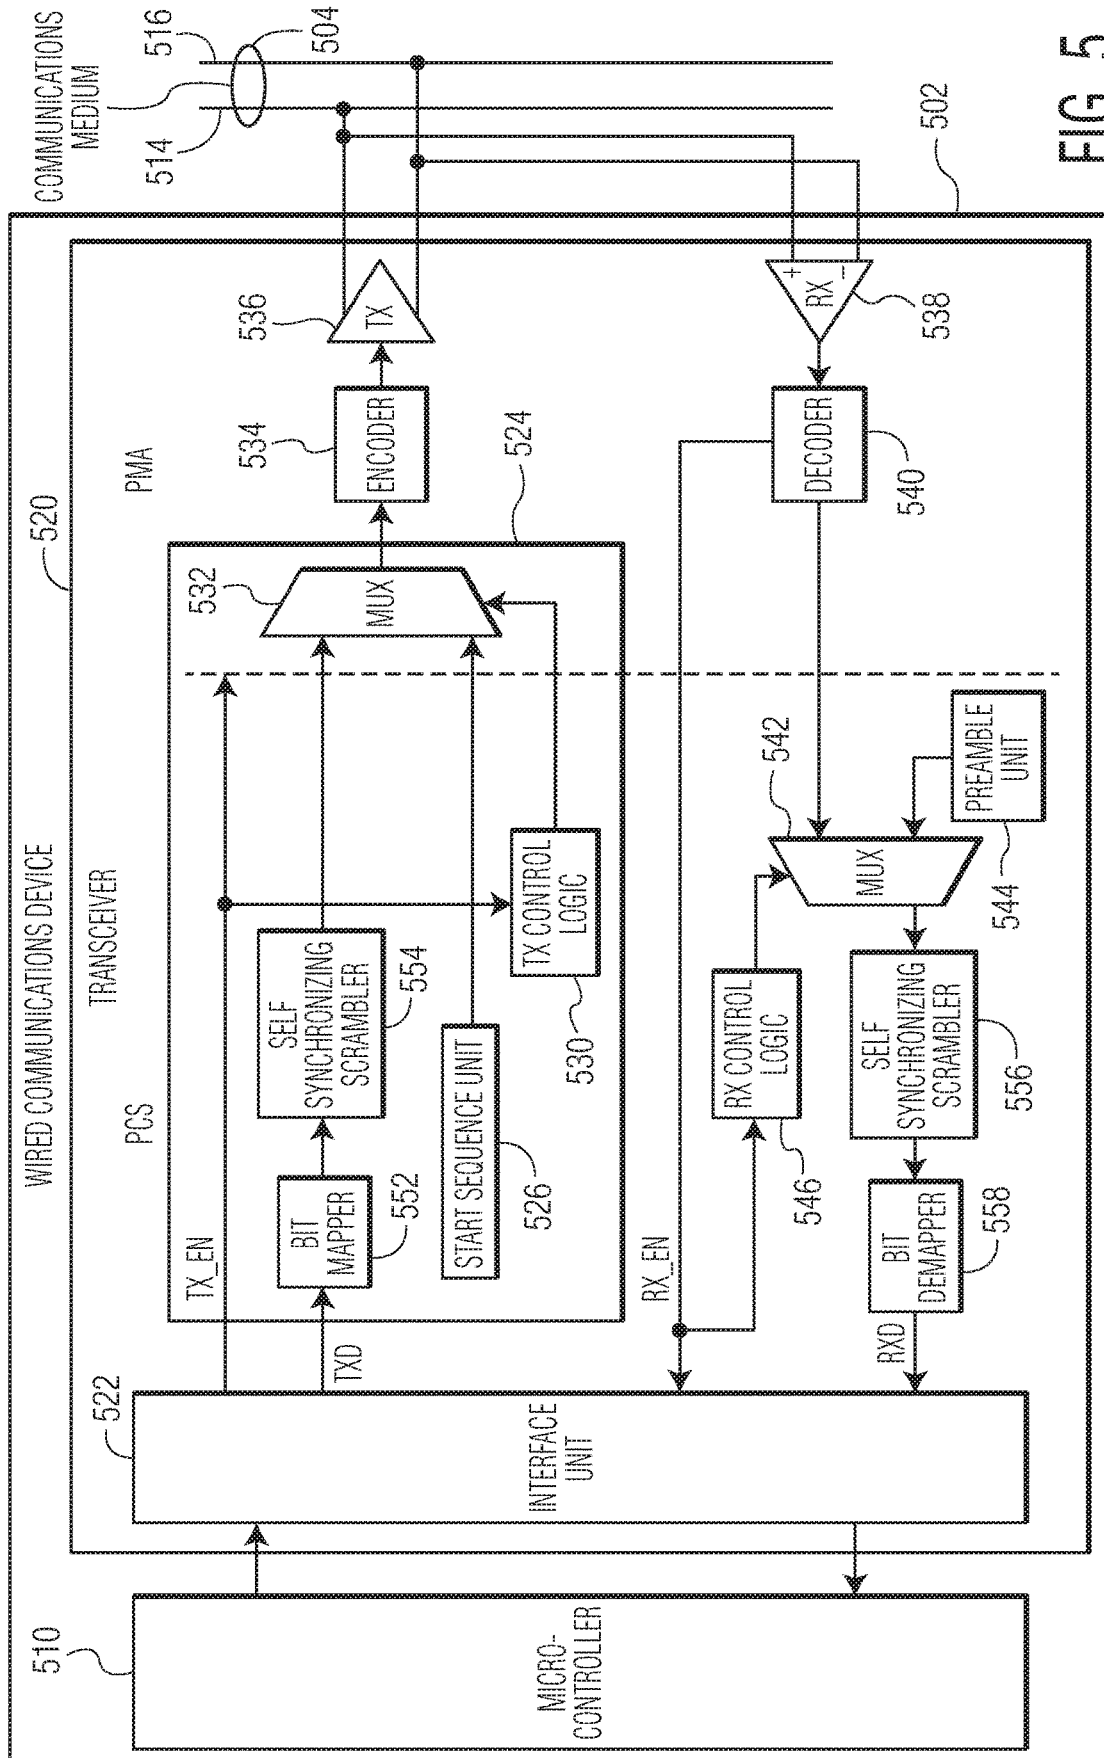 WIRED COMMUNICATIONS DEVICE
COMMUNICATIONS
MEDIUM
516
504
514
502
TRANSCEIVER
520
PCS
PMA
510
MICRO-
CONTROLLER
522
INTERFACE
UNIT
TX_EN
TXD
BIT
MAPPER
552
SELF
SYNCHRONIZING
SCRAMBLER
554
START SEQUENCE UNIT
526
TX CONTROL
LOGIC
530
MUX
532
524
ENCODER
534
TX
536
RX_EN
RXD
BIT
DEMAPPER
558
SELF
SYNCHRONIZING
SCRAMBLER
556
RX CONTROL
LOGIC
546
MUX
542
PREAMBLE
UNIT
544
DECODER
540
+
RX
−
538
FIG. 5